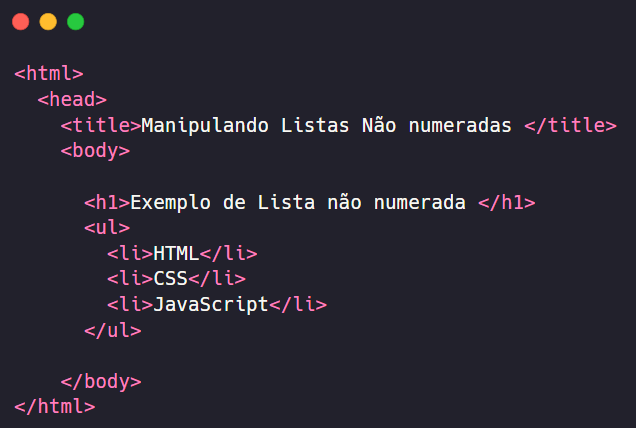 <html>
<head>
<title>Manipulando Listas Não numeradas </title>
<body>
<h1>Exemplo de Lista não numerada </h1>
<ul>
<li>HTML</li>
<li>CSS</li>
<li>JavaScript</li>
</ul>
</body>
</html>